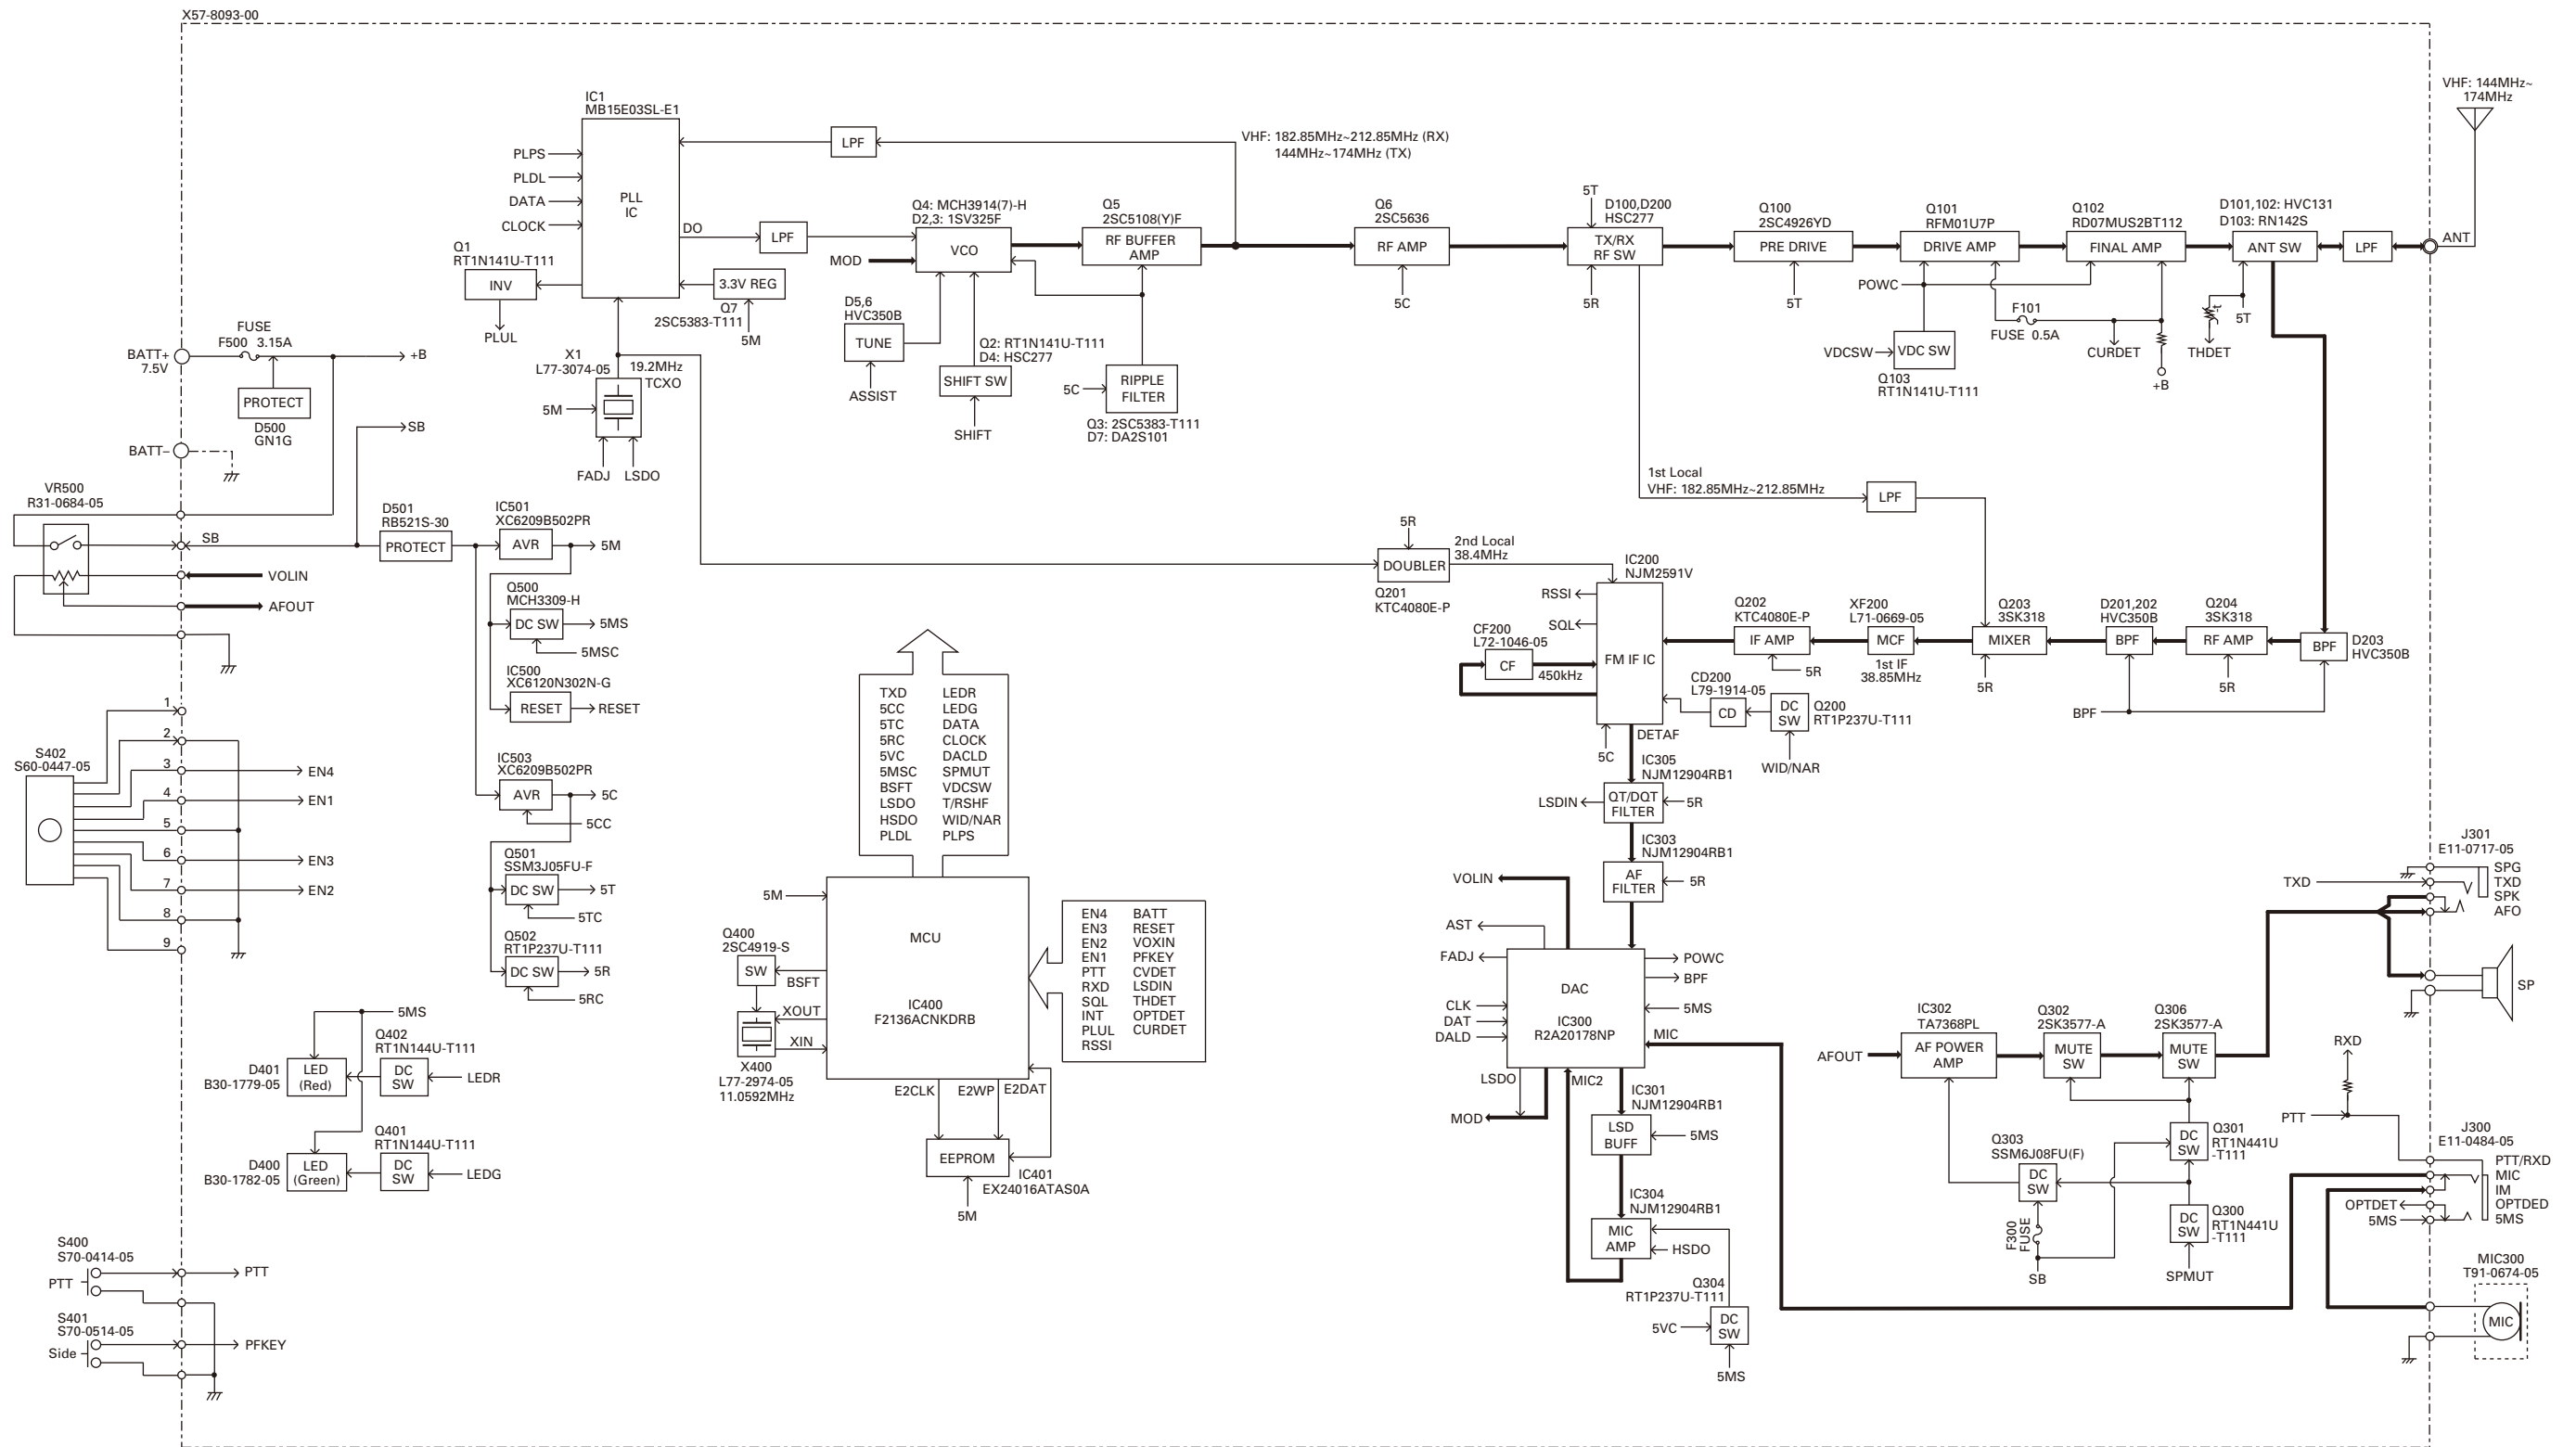 X57-8093-00
IC1
MB15E03SL-E1
PLPS
PLDL
DATA
CLOCK
PLL
IC
DO
LPF
LPF
VHF: 182.85MHz~212.85MHz (RX)
144MHz~174MHz (TX)
Q1
RT1N141U-T111
INV
PLUL
3.3V REG
Q7
2SC5383-T111
5M
X1
L77-3074-05
19.2MHz
TCXO
5M
FADJ
LSDO
MOD
Q4: MCH3914(7)-H
D2,3: 1SV325F
VCO
Q5
2SC5108(Y)F
RF BUFFER
AMP
D5,6
HVC350B
TUNE
ASSIST
Q2: RT1N141U-T111
D4: HSC277
SHIFT SW
SHIFT
5C
RIPPLE
FILTER
Q3: 2SC5383-T111
D7: DA2S101
Q6
2SC5636
RF AMP
5C
5T
D100,D200
HSC277
TX/RX
RF SW
5R
Q100
2SC4926YD
PRE DRIVE
5T
Q101
RFM01U7P
DRIVE AMP
Q102
RD07MUS2BT112
FINAL AMP
D101,102: HVC131
D103: RN142S
ANT SW
LPF
ANT
VHF: 144MHz~
174MHz
POWC
F101
FUSE 0.5A
VDCSW
VDC SW
Q103
RT1N141U-T111
CURDET
+B
t
THDET
5T
1st Local
VHF: 182.85MHz~212.85MHz
LPF
BATT+
7.5V
FUSE
F500 3.15A
+B
PROTECT
D500
GN1G
SB
BATT–
VR500
R31-0684-05
SB
VOLIN
AFOUT
D501
RB521S-30
PROTECT
IC501
XC6209B502PR
AVR
5M
Q500
MCH3309-H
DC SW
5MS
5MSC
IC500
XC6120N302N-G
RESET
RESET
IC503
XC6209B502PR
AVR
5C
5CC
Q501
SSM3J05FU-F
DC SW
5T
5TC
Q502
RT1P237U-T111
DC SW
5R
5RC
S402
S60-0447-05
1
2
3
4
5
6
7
8
9
EN4
EN1
EN3
EN2
5MS
Q402
RT1N144U-T111
D401
B30-1779-05
LED
(Red)
DC
SW
LEDR
Q401
RT1N144U-T111
D400
B30-1782-05
LED
(Green)
DC
SW
LEDG
S400
S70-0414-05
PTT
PTT
S401
S70-0514-05
Side
PFKEY
TXD LEDR
5CC LEDG
5TC DATA
5RC CLOCK
5VC DACLD
5MSC SPMUT
BSFT VDCSW
LSDO T/RSHF
HSDO WID/NAR
PLDL PLPS
5M
MCU
IC400
F2136ACNKDRB
Q400
2SC4919-S
SW
BSFT
XOUT
XIN
X400
L77-2974-05
11.0592MHz
EN4 BATT
EN3 RESET
EN2 VOXIN
EN1 PFKEY
PTT CVDET
RXD LSDIN
SQL THDET
INT OPTDET
PLUL CURDET
RSSI
E2CLK
E2WP
E2DAT
EEPROM
IC401
EX24016ATAS0A
5M
5R
DOUBLER
Q201
KTC4080E-P
2nd Local
38.4MHz
IC200
NJM2591V
RSSI
SQL
FM IF IC
CF200
L72-1046-05
CF
450kHz
CD200
L79-1914-05
CD
DC
SW
Q200
RT1P237U-T111
WID/NAR
5C
DETAF
Q202
KTC4080E-P
IF AMP
5R
XF200
L71-0669-05
MCF
1st IF
38.85MHz
Q203
3SK318
MIXER
5R
D201,202
HVC350B
BPF
Q204
3SK318
RF AMP
5R
BPF
D203
HVC350B
BPF
IC305
NJM12904RB1
LSDIN
QT/DQT
FILTER
5R
IC303
NJM12904RB1
AF
FILTER
5R
VOLIN
AST
FADJ
CLK
DAT
DALD
DAC
IC300
R2A20178NP
POWC
BPF
5MS
MIC
LSDO
MOD
MIC2
IC301
NJM12904RB1
LSD
BUFF
5MS
IC304
NJM12904RB1
MIC
AMP
HSDO
Q304
RT1P237U-T111
5VC
DC
SW
5MS
AFOUT
IC302
TA7368PL
AF POWER
AMP
Q302
2SK3577-A
MUTE
SW
Q306
2SK3577-A
MUTE
SW
Q303
SSM6J08FU(F)
DC
SW
F300
FUSE
SB
DC
SW
Q301
RT1N441U
-T111
DC
SW
Q300
RT1N441U
-T111
SPMUT
J301
E11-0717-05
TXD
SPG
TXD
SPK
AFO
SP
RXD
PTT
J300
E11-0484-05
PTT/RXD
MIC
IM
OPTDED
5MS
OPTDET
5MS
MIC300
T91-0674-05
MIC